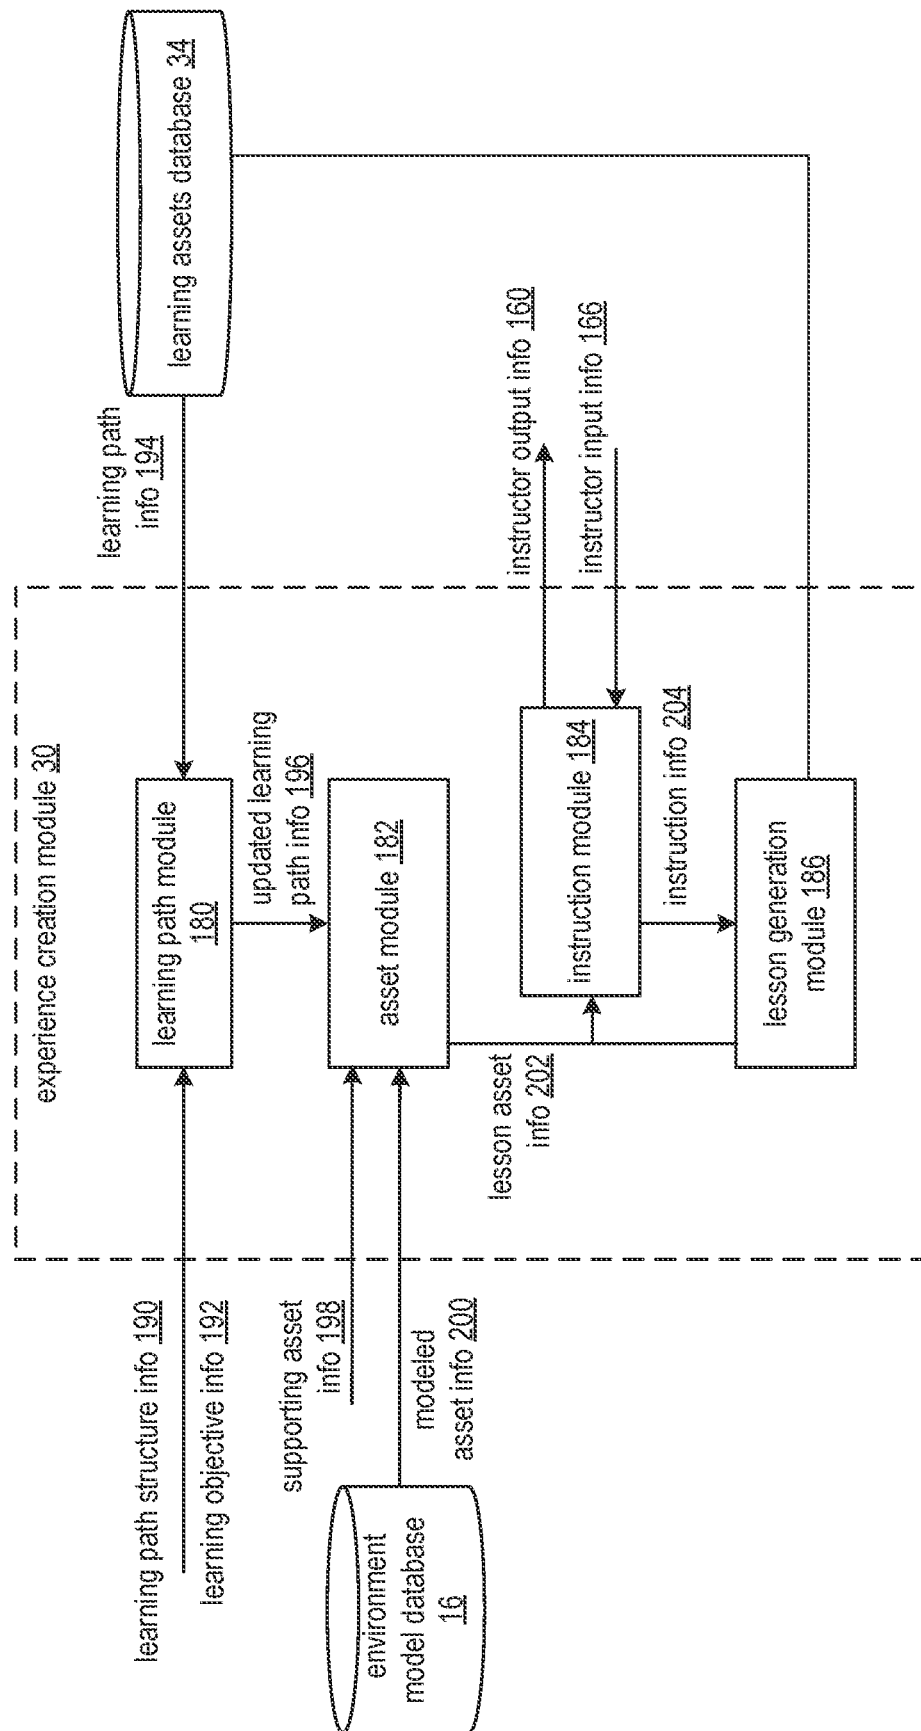 experience creation module 30
learning path structure info 190
learning objective info 192
learning path module
180
learning path
info 194
learning assets database 34
updated learning
path info 196
supporting asset
info 198
asset module 182
environment
model database
16
modeled
asset info 200
lesson asset
info 202
instruction module 184
instructor output info 160
instructor input info 166
instruction info 204
lesson generation
module 186